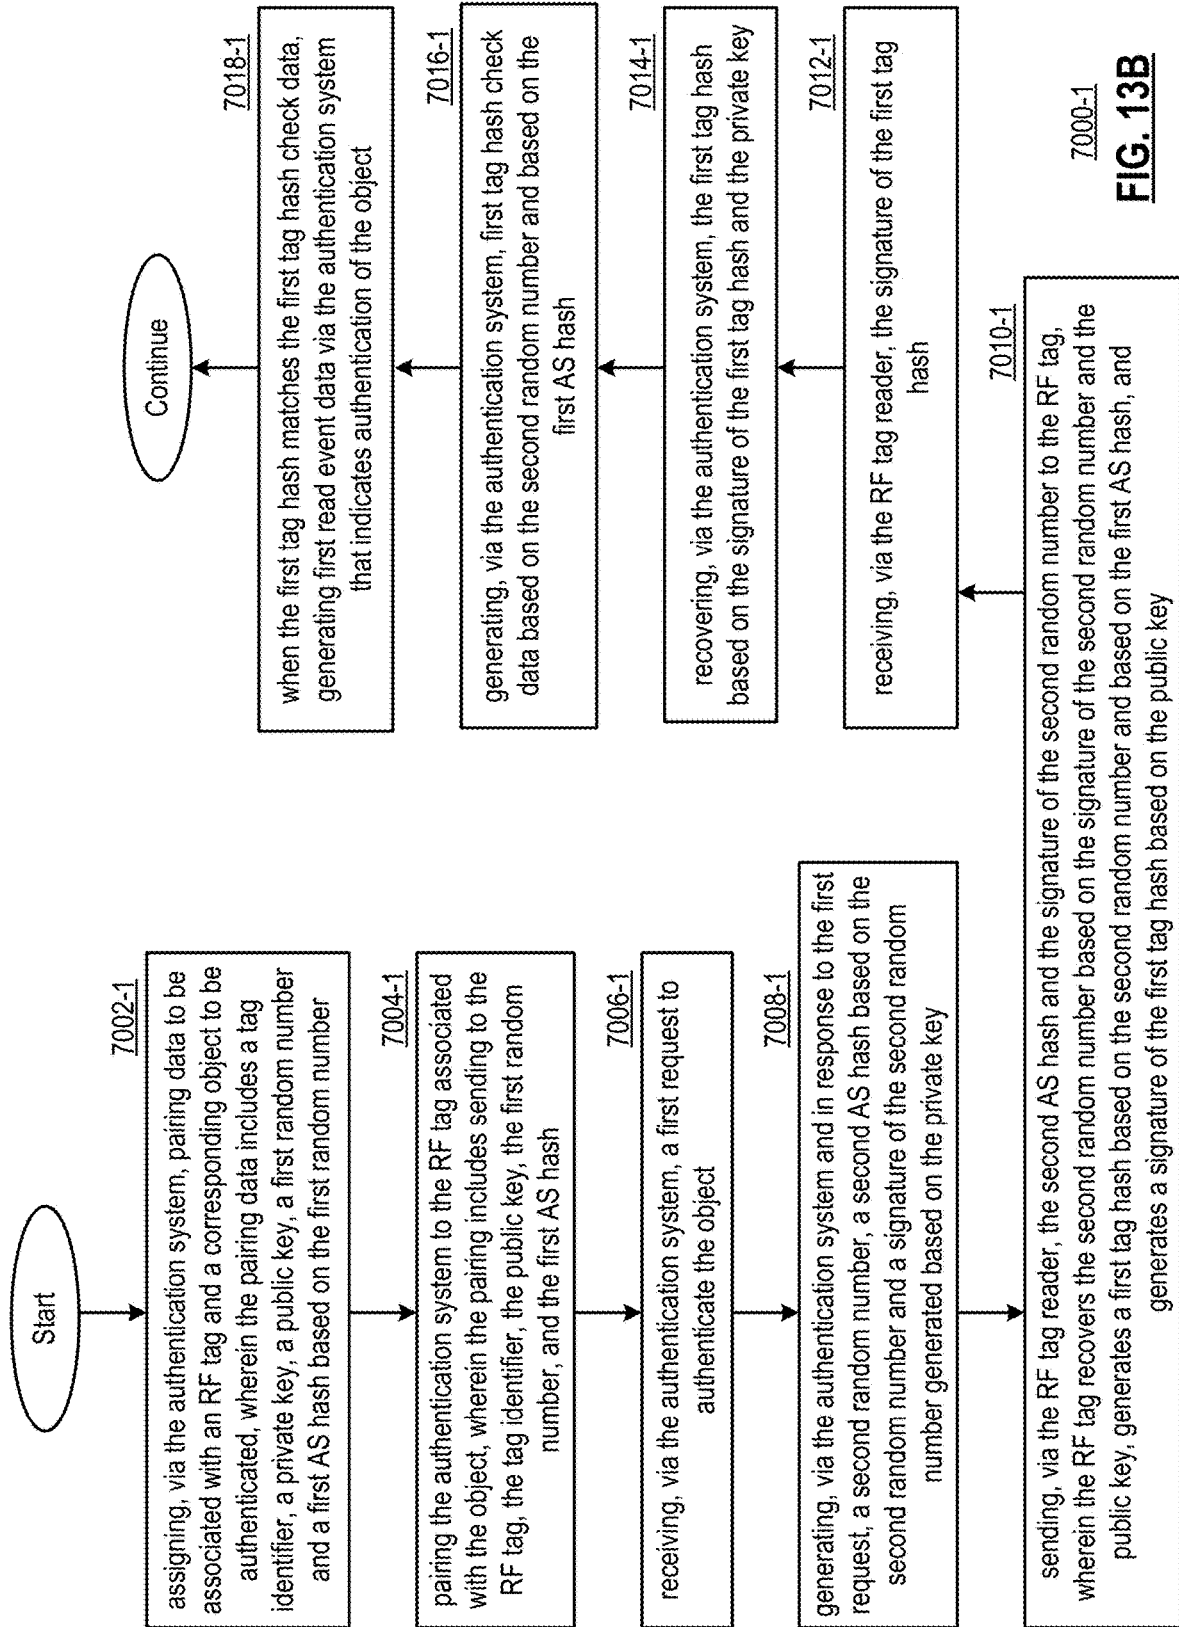 Start
7002-1
assigning, via the authentication system, pairing data to be
associated with an RF tag and a corresponding object to be
authenticated, wherein the pairing data includes a tag
identifier, a private key, a public key, a first random number
and a first AS hash based on the first random number
7004-1
pairing the authentication system to the RF tag associated
with the object, wherein the pairing includes sending to the
RF tag, the tag identifier, the public key, the first random
number, and the first AS hash
7006-1
receiving, via the authentication system, a first request to
authenticate the object
7008-1
generating, via the authentication system and in response to the first
request, a second random number, a second AS hash based on the
second random number and a signature of the second random
number generated based on the private key
7010-1
sending, via the RF tag reader, the second AS hash and the signature of the second random number to the RF tag,
wherein the RF tag recovers the second random number based on the signature of the second random number and the
public key, generates a first tag hash based on the second random number and based on the first AS hash, and
generates a signature of the first tag hash based on the public key
7012-1
receiving, via the RF tag reader, the signature of the first tag
hash
7014-1
recovering, via the authentication system, the first tag hash
based on the signature of the first tag hash and the private key
7016-1
generating, via the authentication system, first tag hash check
data based on the second random number and based on the
first AS hash
7018-1
when the first tag hash matches the first tag hash check data,
generating first read event data via the authentication system
that indicates authentication of the object
Continue
7000-1
FIG. 13B